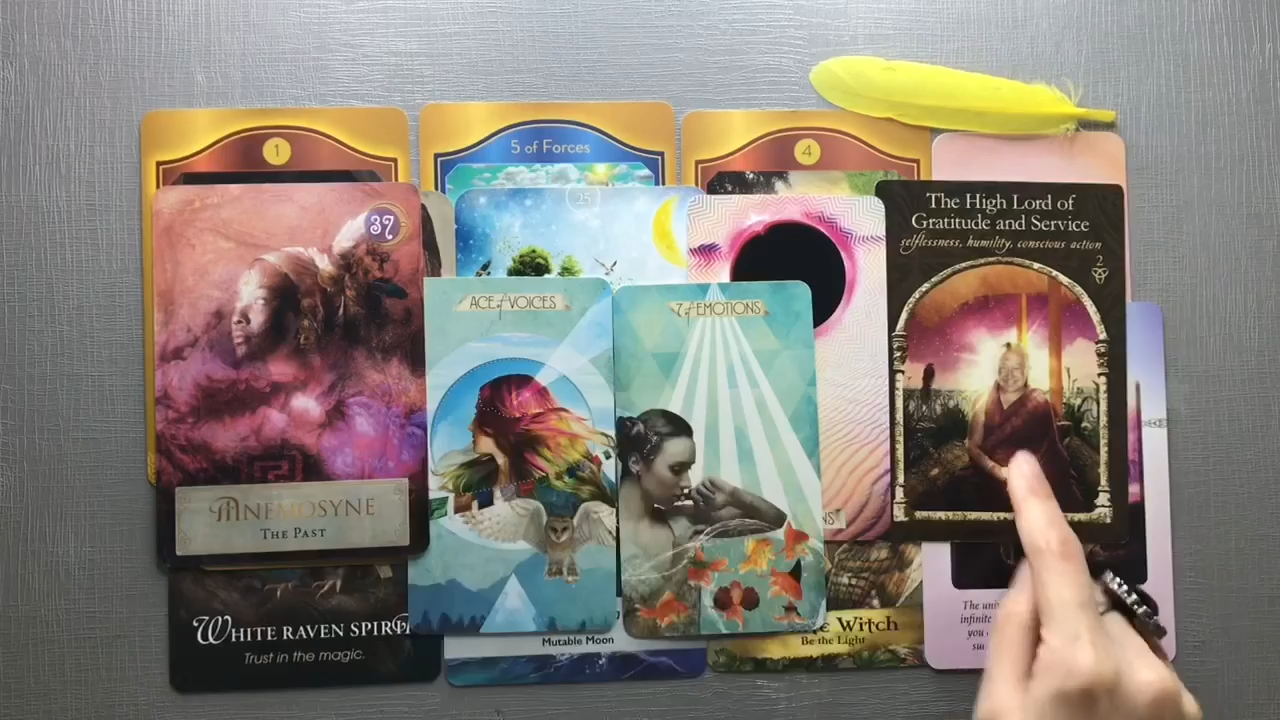 1
5 of Forces
4
37
25
The High Lord of
Gratitude and Service
selflessness, humility, conscious action
2
ACE of VOICES
7 of EMOTIONS
MNEMOSYNE
THE PAST
WHITE RAVEN SPIRIT
Trust in the magic.
Mutable Moon
Witch
Be the Light
The
infinite
you